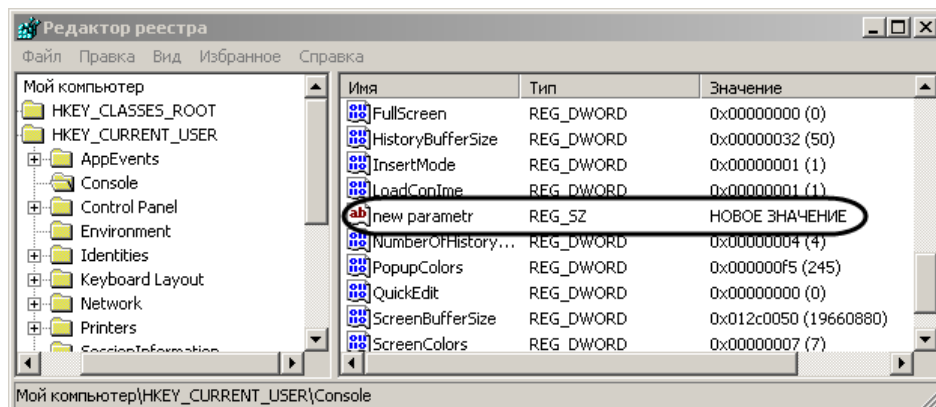 Редактор реестра
Файл Правка Вид Избранное Справка
Мой компьютер
HKEY_CLASSES_ROOT
HKEY_CURRENT_USER
AppEvents
Console
Control Panel
Environment
Identities
Keyboard Layout
Network
Printers
SessionInformation
Имя Тип Значение
FullScreen REG_DWORD 0x00000000 (0)
HistoryBufferSize REG_DWORD 0x00000032 (50)
InsertMode REG_DWORD 0x00000001 (1)
LoadConIme REG_DWORD 0x00000001 (1)
new parametr REG_SZ НОВОЕ ЗНАЧЕНИЕ
NumberOfHistory... REG_DWORD 0x00000004 (4)
PopupColors REG_DWORD 0x000000f5 (245)
QuickEdit REG_DWORD 0x00000000 (0)
ScreenBufferSize REG_DWORD 0x012c0050 (19660880)
ScreenColors REG_DWORD 0x00000007 (7)
Мой компьютер\HKEY_CURRENT_USER\Console